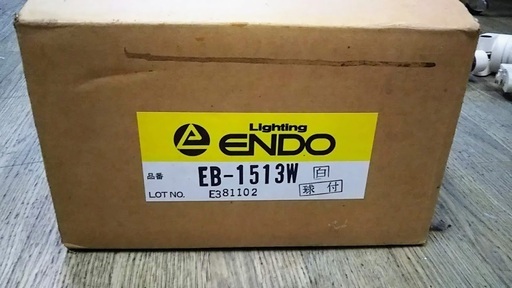 Lighting
ENDO
品番 EB-1513W 白
LOT NO. E381102 球付